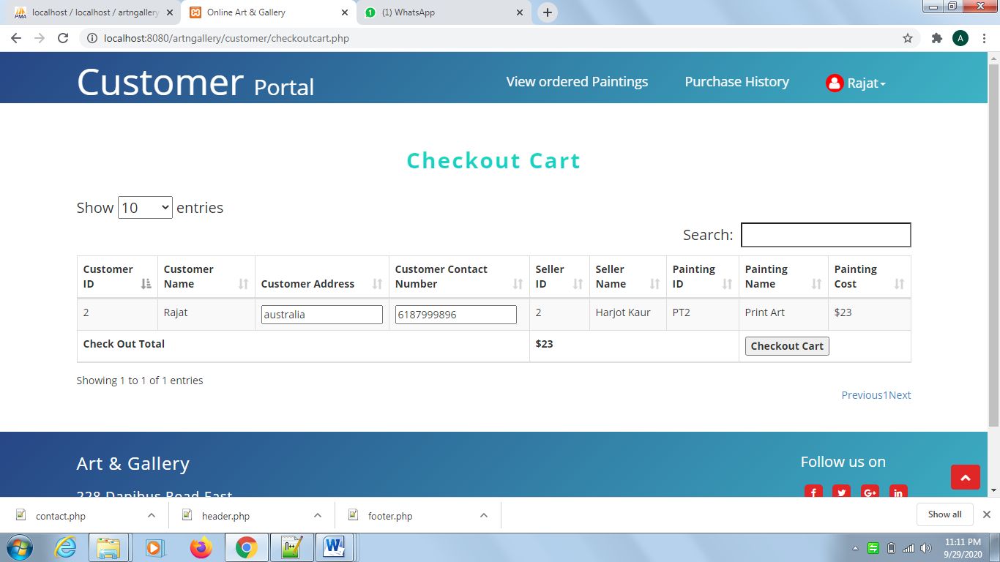 localhost / localhost / artngallery
Online Art & Gallery
(1) WhatsApp
localhost:8080/artngallery/customer/checkoutcart.php
A
Customer Portal
View ordered Paintings
Purchase History
Rajat
Checkout Cart
Show 10 entries
Search:
Customer ID
Customer Name
Customer Address
Customer Contact Number
Seller ID
Seller Name
Painting ID
Painting Name
Painting Cost
2 Rajat australia 6187999896 2 Harjot Kaur PT2 Print Art $23
Check Out Total $23 Checkout Cart
Showing 1 to 1 of 1 entries
Previous1Next
Art & Gallery
Follow us on
contact.php
header.php
footer.php
Show all
11:11 PM
9/29/2020